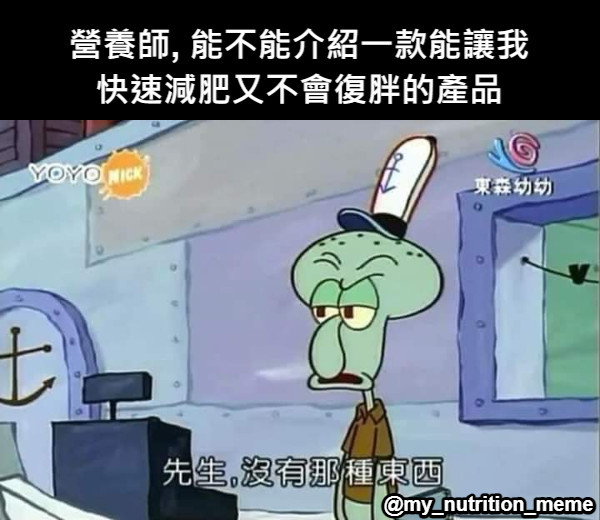 營養師, 能不能介紹一款能讓我
快速減肥又不會復胖的產品
YOYO NICK
東森幼幼
先生,沒有那種東西
@my_nutrition_meme